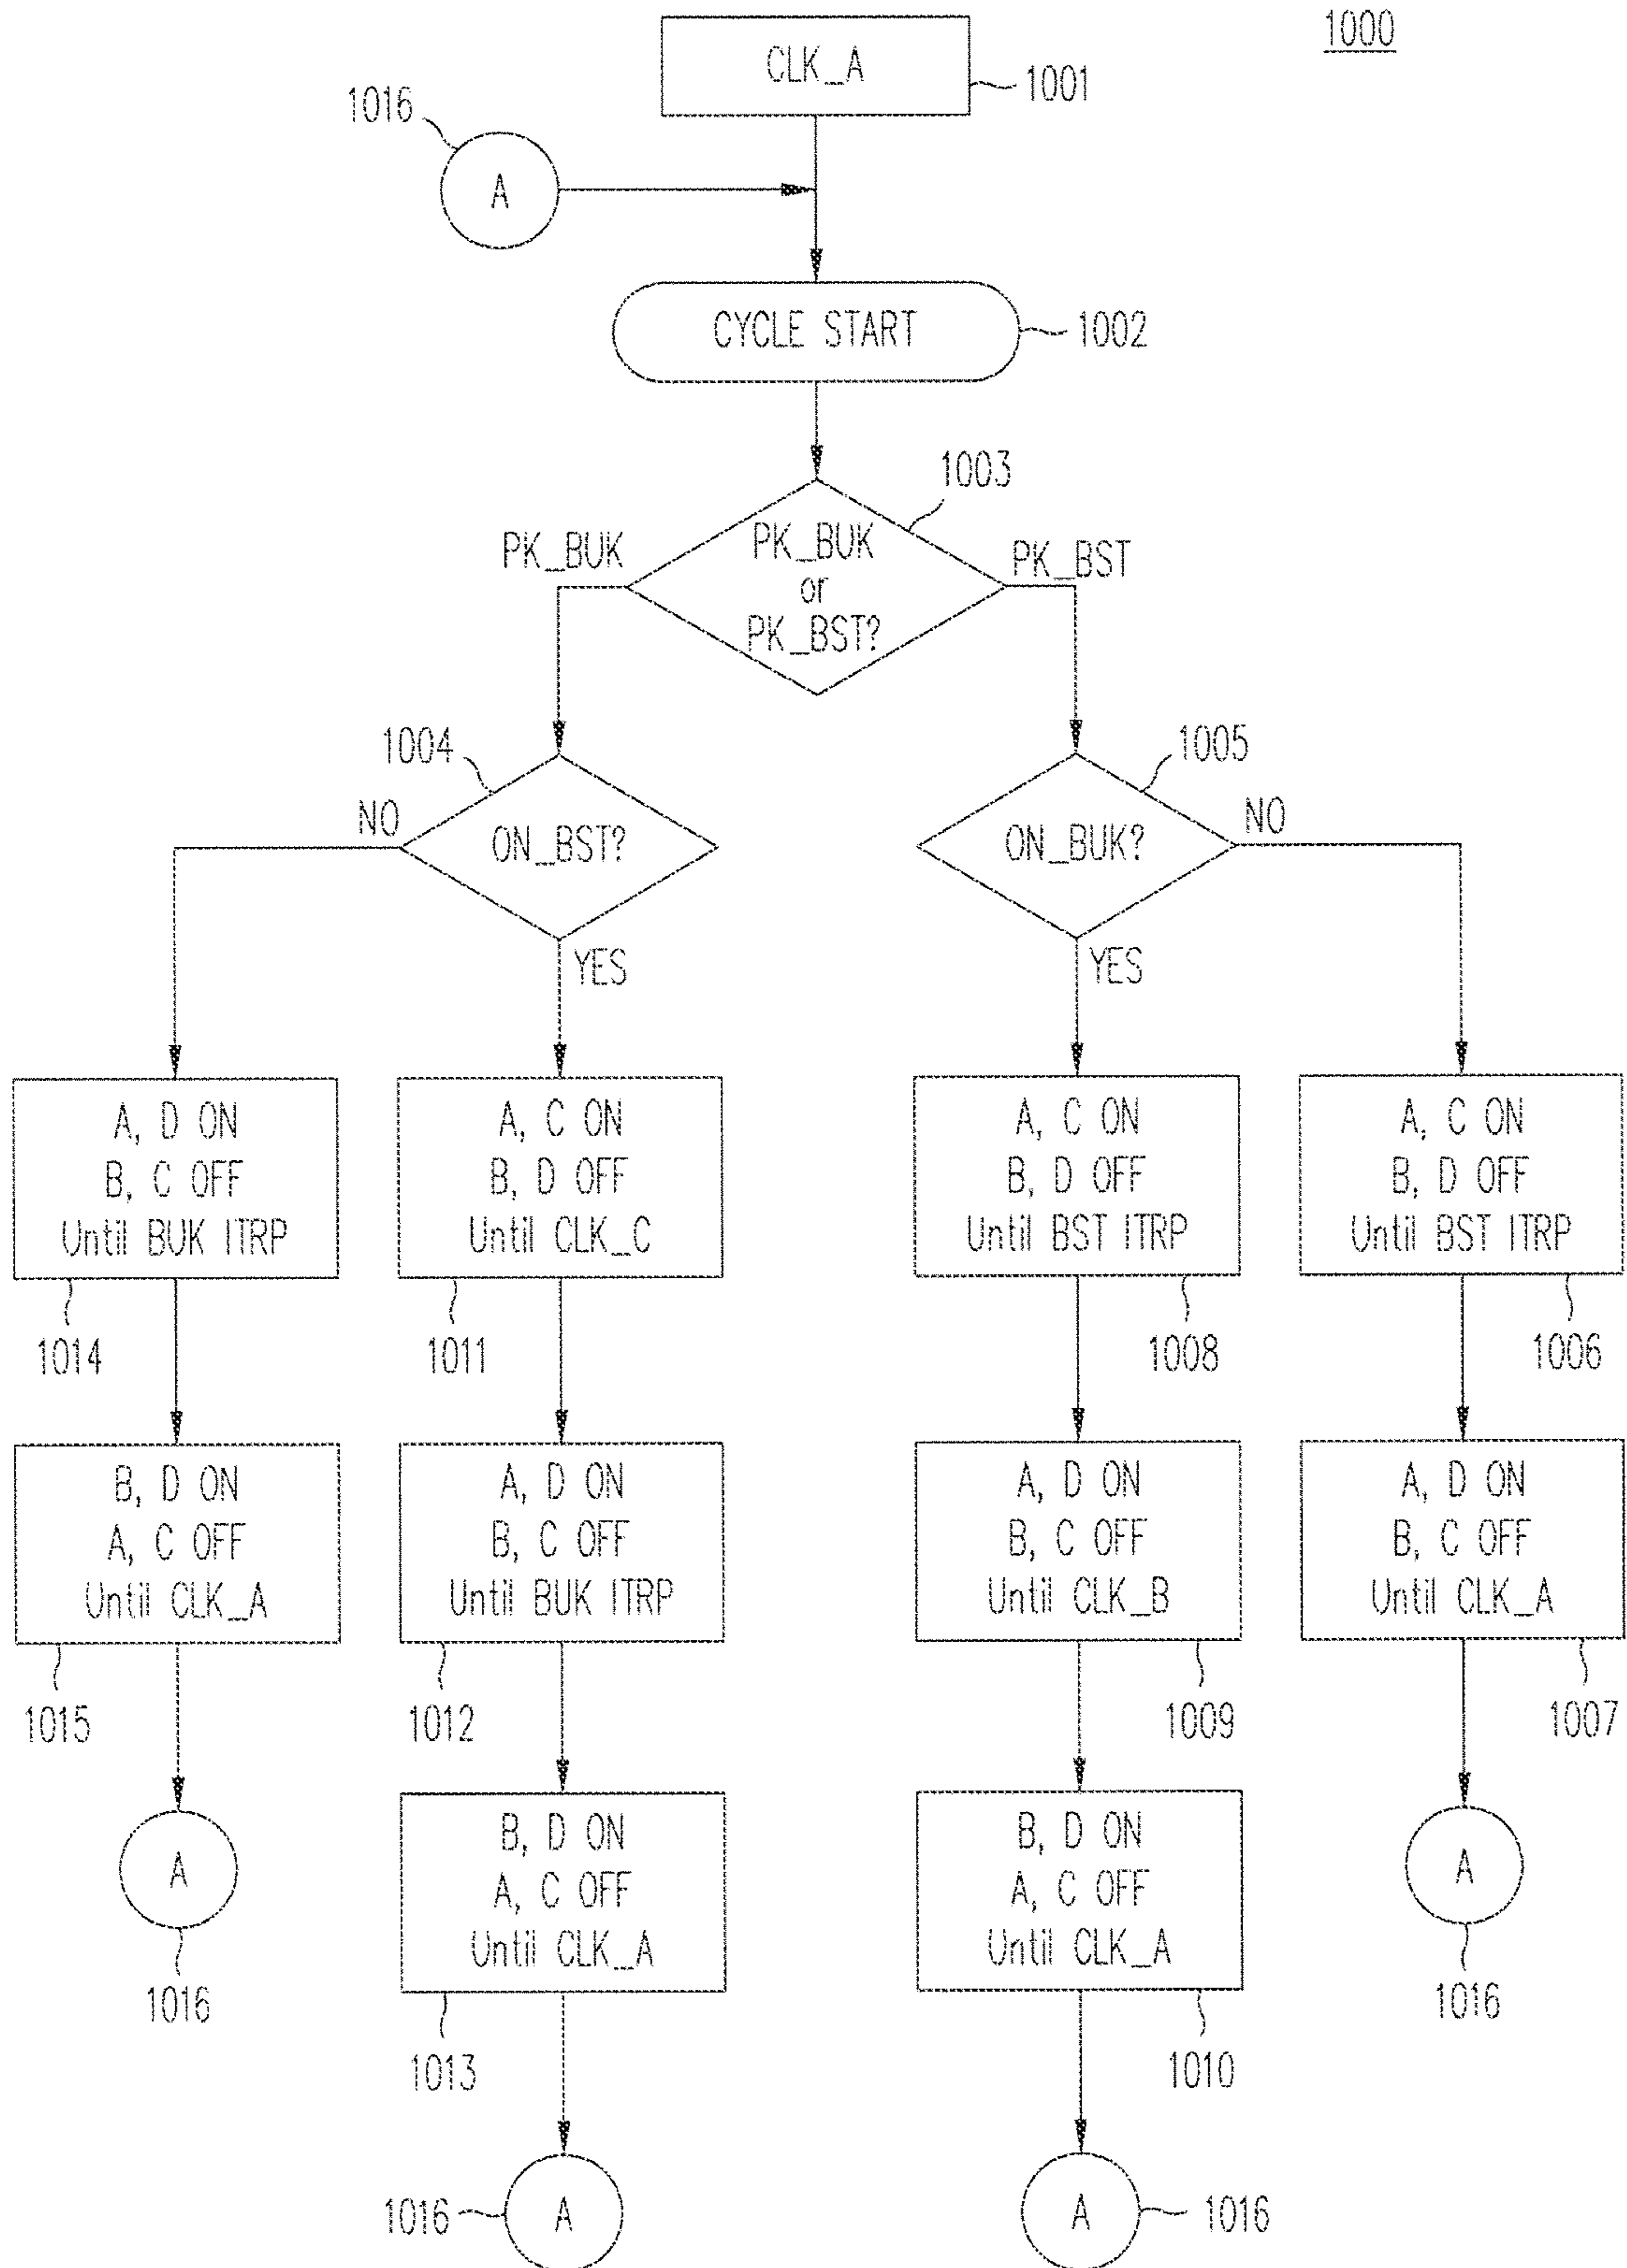 1000
CLK_A
1001
1016
A
CYCLE START
1002
1003
PK_BUK
PK_BUK
or
PK_BST?
PK_BST
1004
1005
NO
ON_BST?
YES
ON_BUK?
NO
YES
A, D ON
B, C OFF
Until BUK ITRP
1014
A, C ON
B, D OFF
Until CLK_C
1011
A, C ON
B, D OFF
Until BST ITRP
1008
A, C ON
B, D OFF
Until BST ITRP
1006
B, D ON
A, C OFF
Until CLK_A
1015
A, D ON
B, C OFF
Until BUK ITRP
1012
A, D ON
B, C OFF
Until CLK_B
1009
A, D ON
B, C OFF
Until CLK_A
1007
A
1016
B, D ON
A, C OFF
Until CLK_A
1013
B, D ON
A, C OFF
Until CLK_A
1010
A
1016
1016
A
A
1016